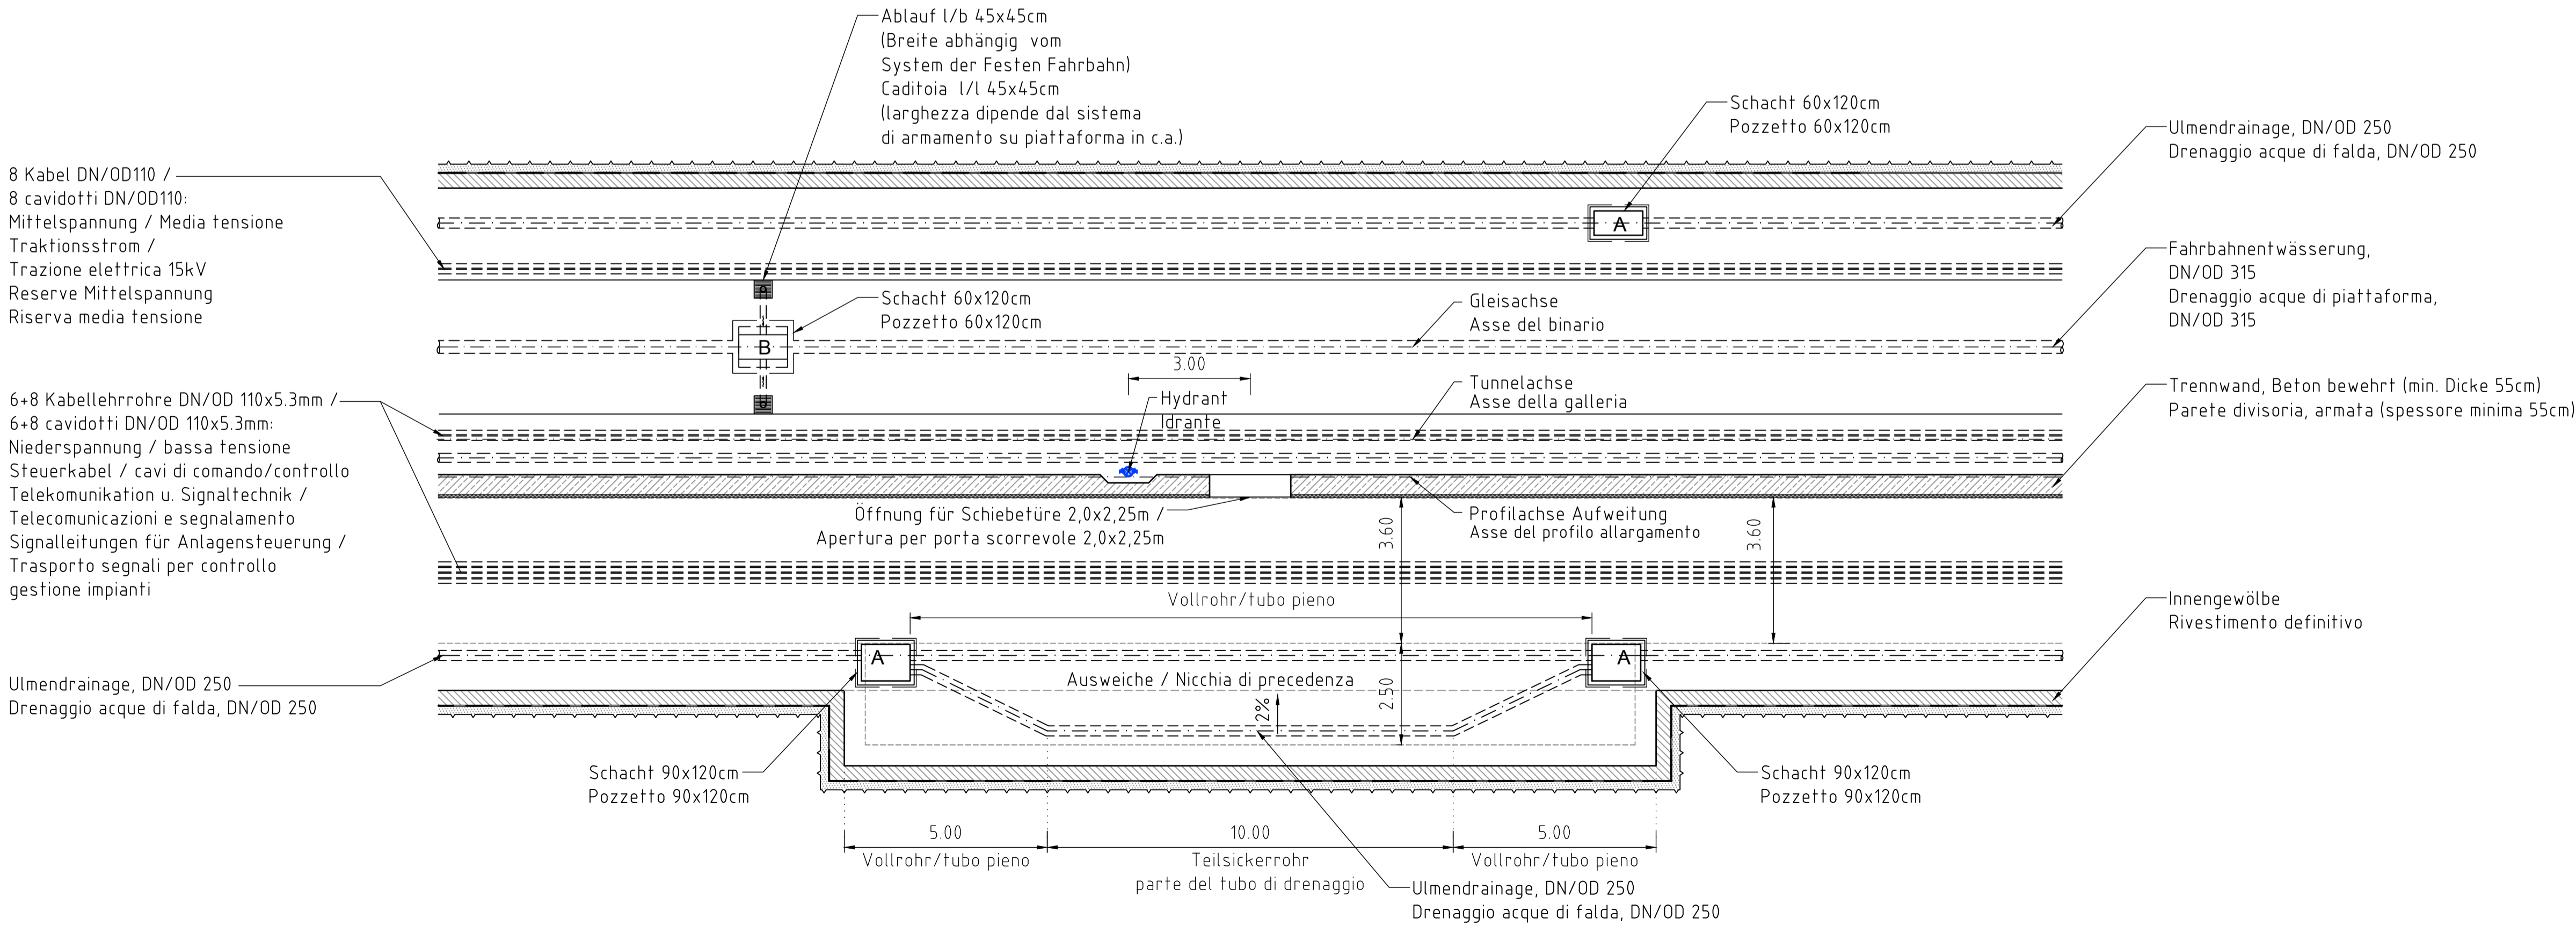 Ablauf l/b 45x45cm
(Breite abhängig vom
System der Festen Fahrbahn)
Caditoia l/l 45x45cm
(larghezza dipende dal sistema
di armamento su piattaforma in c.a.)
Schacht 60x120cm
Pozzetto 60x120cm
Ulmendrainage, DN/OD 250
Drenaggio acque di falda, DN/OD 250
8 Kabel DN/OD110 /
8 cavidotti DN/OD110:
Mittelspannung / Media tensione
Traktionsstrom /
Trazione elettrica 15kV
Reserve Mittelspannung
Riserva media tensione
A
Fahrbahnentwässerung,
DN/OD 315
Drenaggio acque di piattaforma,
DN/OD 315
Schacht 60x120cm
Pozzetto 60x120cm
Gleisachse
Asse del binario
B
3.00
Tunnelachse
Asse della galleria
Hydrant
Idrante
Trennwand, Beton bewehrt (min. Dicke 55cm)
Parete divisoria, armata (spessore minima 55cm)
6+8 Kabellehrrohre DN/OD 110x5.3mm /
6+8 cavidotti DN/OD 110x5.3mm:
Niederspannung / bassa tensione
Steuerkabel / cavi di comando/controllo
Telekomunikation u. Signaltechnik /
Telecomunicazioni e segnalamento
Signalleitungen für Anlagensteuerung /
Trasporto segnali per controllo
gestione impianti
Öffnung für Schiebetüre 2,0x2,25m /
Apertura per porta scorrevole 2,0x2,25m
Profilachse Aufweitung
Asse del profilo allargamento
3.60
3.60
Vollrohr/tubo pieno
Innengewölbe
Rivestimento definitivo
A
A
Ausweiche / Nicchia di precedenza
2%
2.50
Ulmendrainage, DN/OD 250
Drenaggio acque di falda, DN/OD 250
Schacht 90x120cm
Pozzetto 90x120cm
Schacht 90x120cm
Pozzetto 90x120cm
5.00
10.00
5.00
Vollrohr/tubo pieno
Teilsickerrohr
parte del tubo di drenaggio
Vollrohr/tubo pieno
Ulmendrainage, DN/OD 250
Drenaggio acque di falda, DN/OD 250